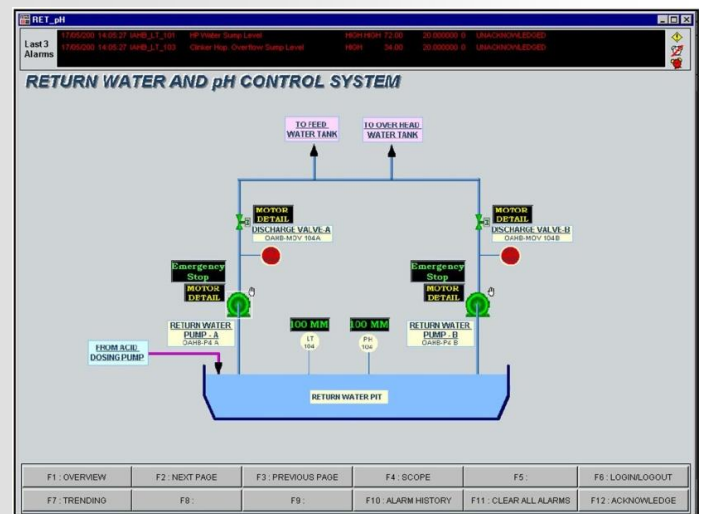 RET_pH
Last 3
Alarms
17/05/200 14:05:27 IAHB_LT_101 HP Water Sump Level HIGH HIGH 72.00 20.000000 0 UNACKNOWLEDGED
17/05/200 14:05:27 IAHB_LT_103 Clinker Hop. Overflow Sump Level HIGH 34.00 20.000000 0 UNACKNOWLEDGED
RETURN WATER AND pH CONTROL SYSTEM
TO FEED
WATER TANK
TO OVER HEAD
WATER TANK
MOTOR
DETAIL
DISCHARGE VALVE-A
OAHB-MOV 104A
MOTOR
DETAIL
DISCHARGE VALVE-B
OAHB-MOV 104B
Emergency
Stop
MOTOR
DETAIL
Emergency
Stop
MOTOR
DETAIL
RETURN WATER
PUMP - A
OAHB-P4 A
100 MM
LT
104
100 MM
PH
104
RETURN WATER
PUMP - B
OAHB-P4 B
FROM ACID
DOSING PUMP
RETURN WATER PIT
F1 : OVERVIEW F2 : NEXT PAGE F3 : PREVIOUS PAGE F4 : SCOPE F5 : F6 : LOGIN/LOGOUT
F7 : TRENDING F8 : F9 : F10 : ALARM HISTORY F11 : CLEAR ALL ALARMS F12 : ACKNOWLEDGE